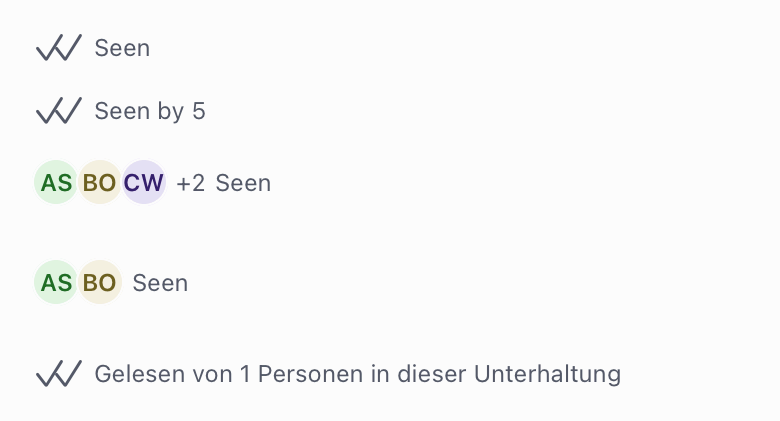 Seen
Seen by 5
AS BO CW +2 Seen
AS BO Seen
Gelesen von 1 Personen in dieser Unterhaltung